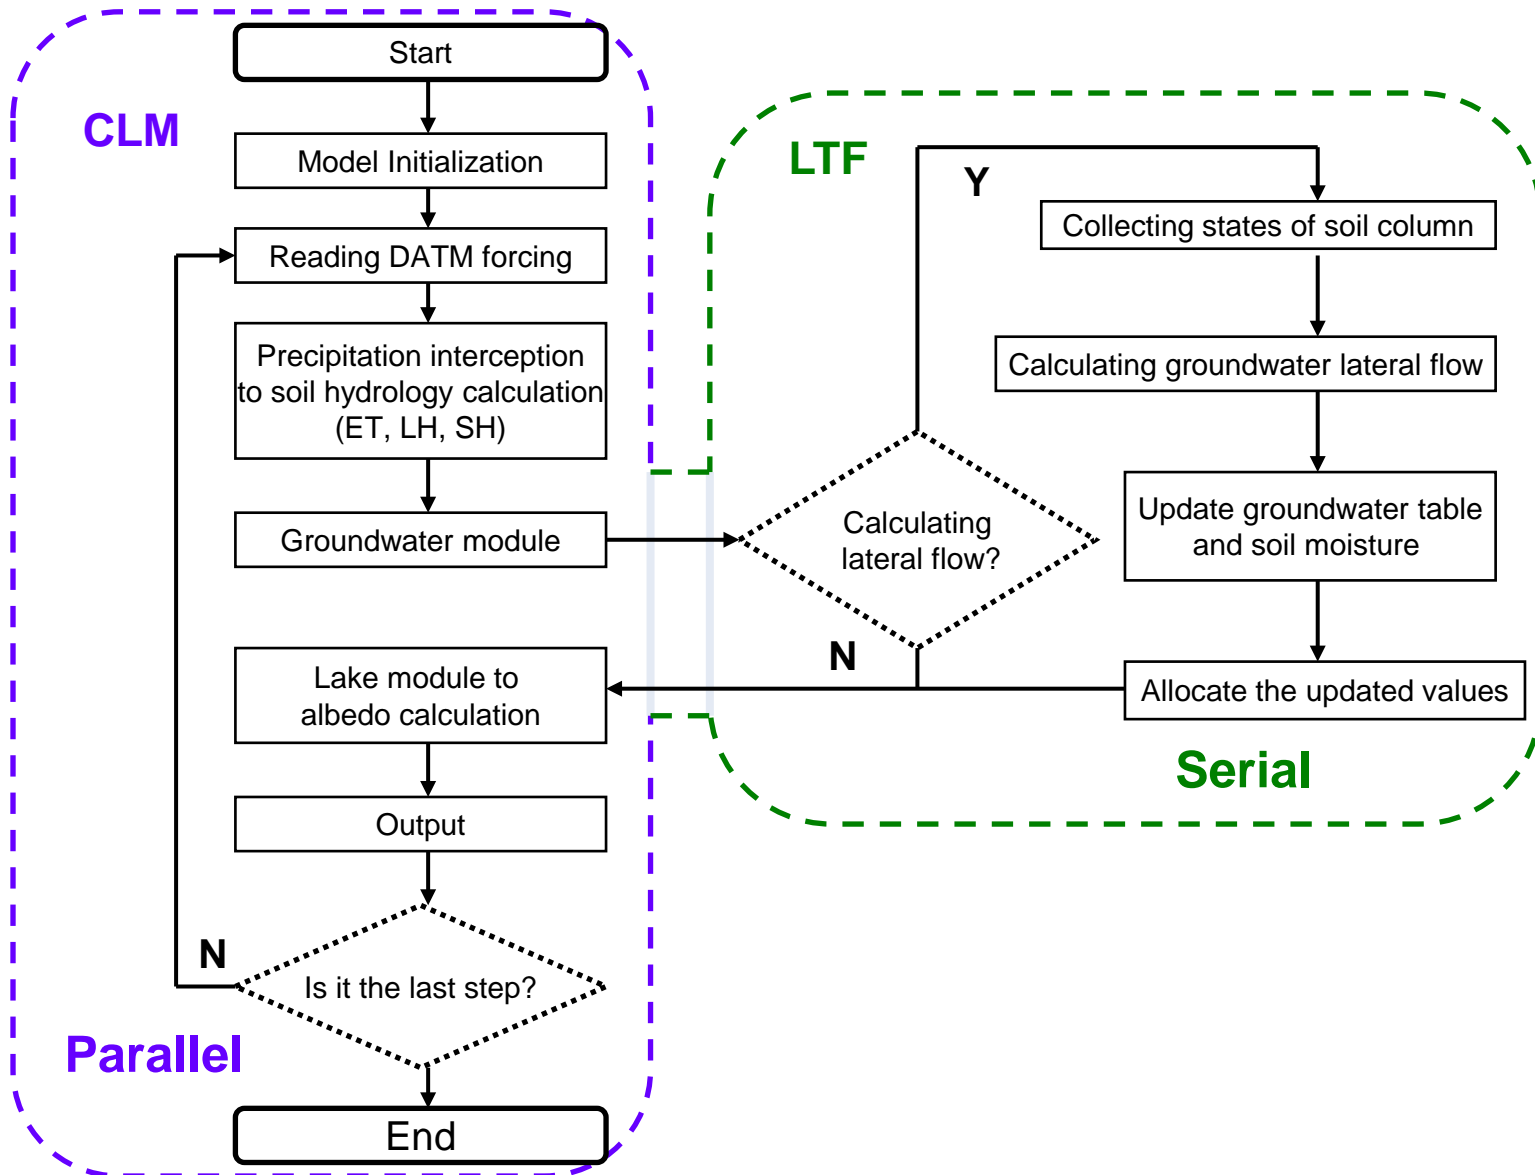 Start
CLM
Model Initialization
Reading DATM forcing
Precipitation interception
to soil hydrology calculation
(ET, LH, SH)
Groundwater module
Lake module to
albedo calculation
Output
N
Is it the last step?
Parallel
End
LTF
Y
Collecting states of soil column
Calculating groundwater lateral flow
Calculating
lateral flow?
Update groundwater table
and soil moisture
N
Allocate the updated values
Serial